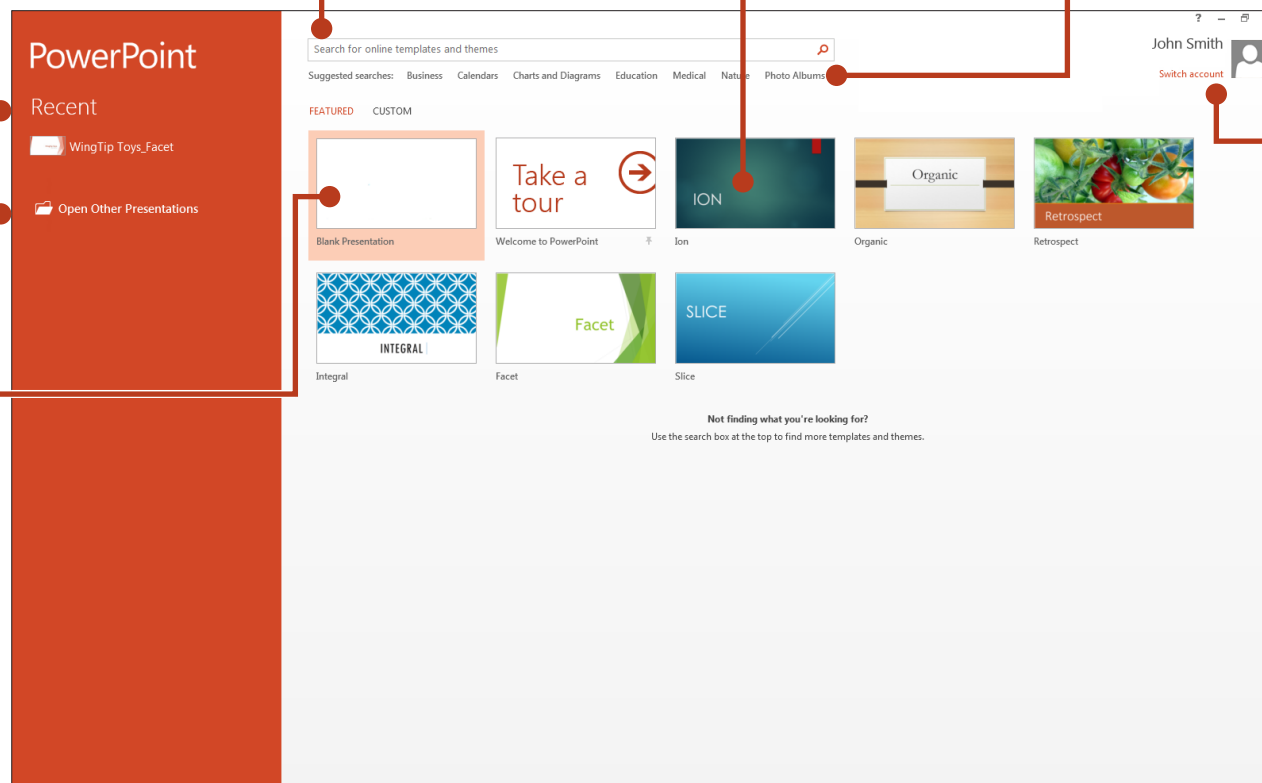 ?
PowerPoint
John Smith
Search for online templates and themes
Switch account
Suggested searches: Business Calendars Charts and Diagrams Education Medical Nature Photo Albums
Recent
FEATURED CUSTOM
WingTip Toys_Facet
Open Other Presentations
Take a
tour
ION
Organic
Retrospect
Blank Presentation
Welcome to PowerPoint
Ion
Organic
Retrospect
INTEGRAL
Facet
SLICE
Integral
Facet
Slice
Not finding what you're looking for?
Use the search box at the top to find more templates and themes.